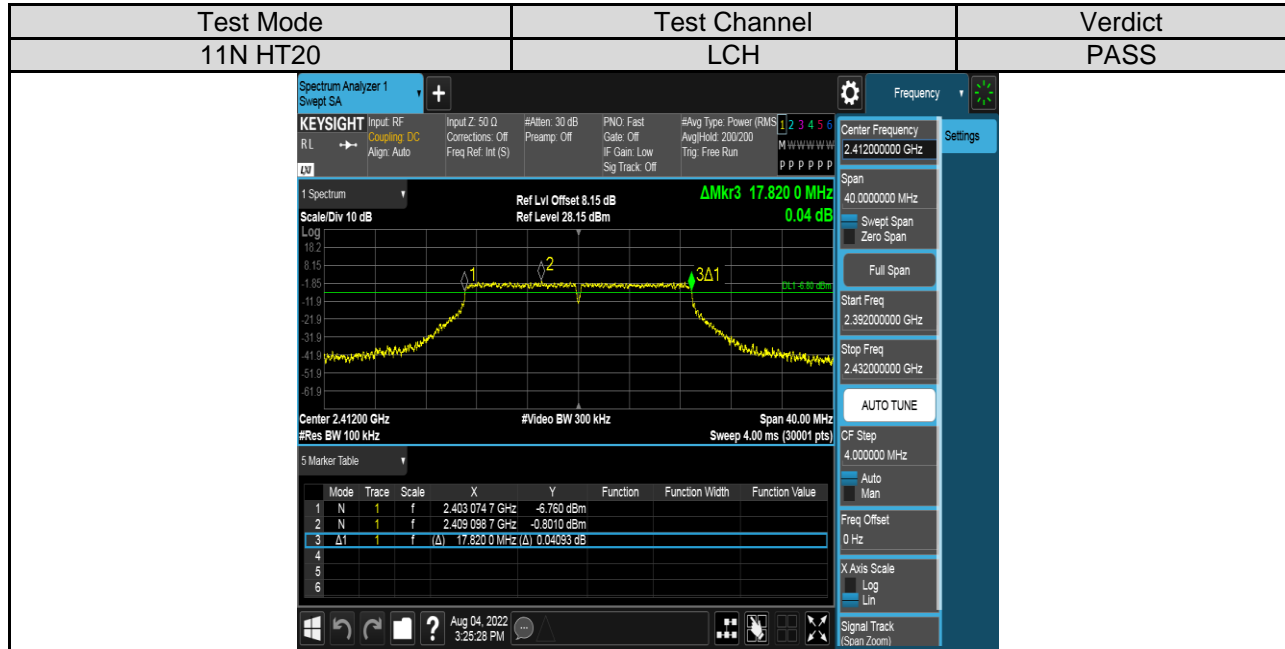 Test Mode Test Channel Verdict
11N HT20 LCH PASS
Spectrum Analyzer 1
Swept SA
Frequency
KEYSIGHT Input: RF Input Z: 50 Ω #Atten: 30 dB PNO: Fast #Avg Type: Power (RMS 1 2 3 4 5 6
RL Coupling: DC Corrections: Off Preamp: Off Gate: Off Avg|Hold: 200/200 M W W W W W
Align: Auto Freq Ref: Int (S) IF Gain: Low Trig: Free Run
LXI Sig Track: Off P P P P P P
Center Frequency
2.412000000 GHz
Settings
Span
40.0000000 MHz
Swept Span
Zero Span
Full Span
Start Freq
2.392000000 GHz
Stop Freq
2.432000000 GHz
AUTO TUNE
CF Step
4.000000 MHz
Auto
Man
Freq Offset
0 Hz
X Axis Scale
Log
Lin
Signal Track
(Span Zoom)
1 Spectrum
Scale/Div 10 dB
Ref Lvl Offset 8.15 dB
Ref Level 28.15 dBm
ΔMkr3 17.820 0 MHz
0.04 dB
Log
18.2
8.15
-1.85
-11.9
-21.9
-31.9
-41.9
-51.9
-61.9
1
2
3Δ1
DL1 -6.80 dBm
Center 2.41200 GHz #Video BW 300 kHz Span 40.00 MHz
#Res BW 100 kHz Sweep 4.00 ms (30001 pts)
5 Marker Table
Mode Trace Scale X Y Function Function Width Function Value
1 N 1 f 2.403 074 7 GHz -6.760 dBm
2 N 1 f 2.409 098 7 GHz -0.8010 dBm
3 Δ1 1 f (Δ) 17.820 0 MHz (Δ) 0.04093 dB
4
5
6
?
Aug 04, 2022
3:25:28 PM